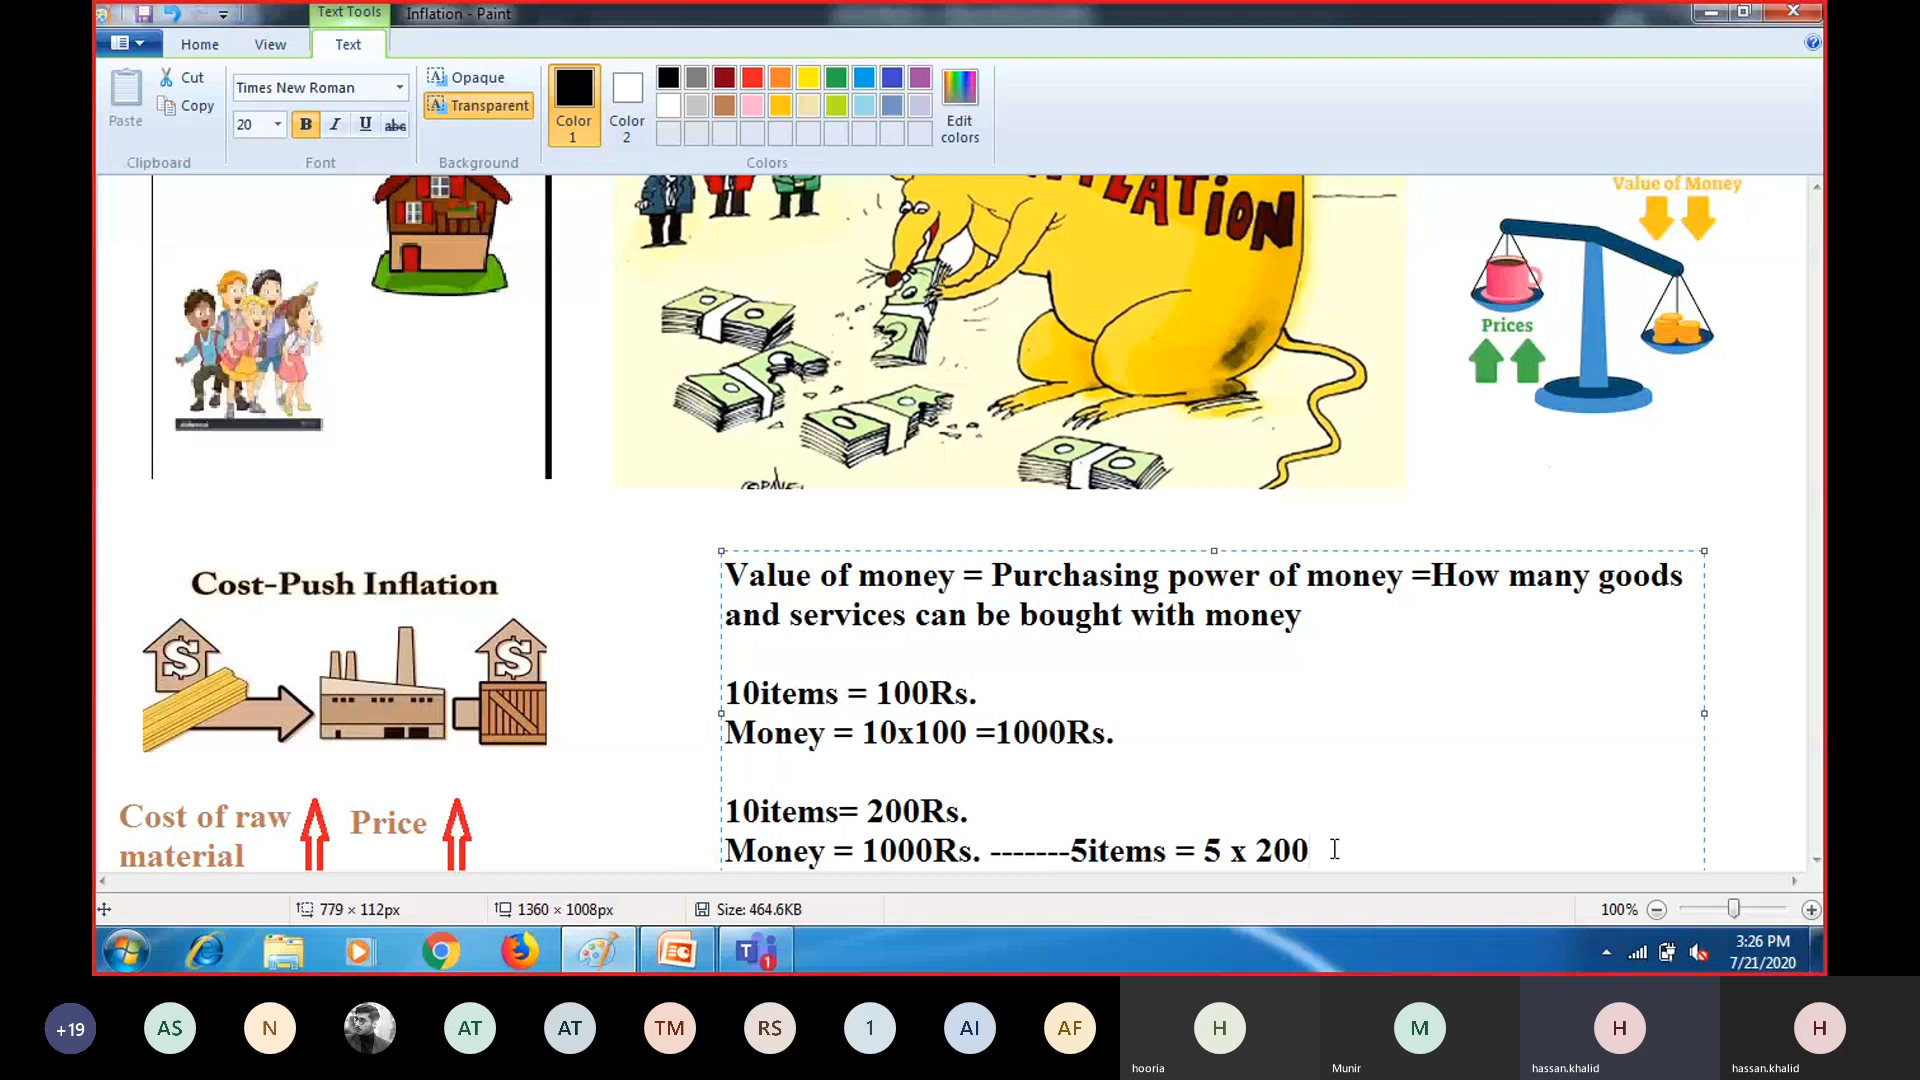 Text Tools
Inflation - Paint
Home
View
Text
Paste
Cut
Copy
Clipboard
Times New Roman
20
B I U abc
Font
Opaque
Transparent
Background
Color
1
Color
2
Colors
Edit
colors
INFLATION
Value of Money
Prices
Cost-Push Inflation
$ $
Cost of raw
material
Price
Value of money = Purchasing power of money =How many goods
and services can be bought with money
10items = 100Rs.
Money = 10x100 =1000Rs.
10items= 200Rs.
Money = 1000Rs. -------5items = 5 x 200
779 × 112px
1360 × 1008px
Size: 464.6KB
100%
T
1
3:26 PM
7/21/2020
+19
AS
N
AT
AT
TM
RS
1
AI
AF
H
hooria
M
Munir
H
hassan.khalid
H
hassan.khalid